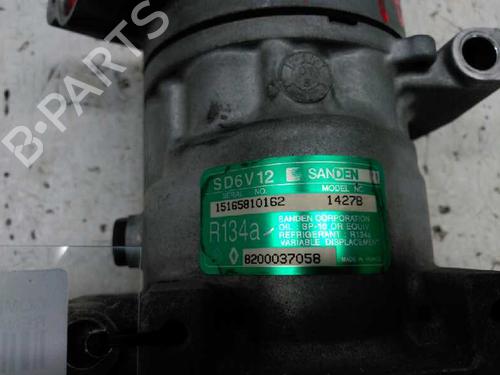 B-PARTS
SD6V12 SANDEN
SERIAL NO. MODEL NO.
15165810162 1427B
R134a
SANDEN CORPORATION
OIL : SP-10 OR EQUIV
REFRIGERANT : R134a
VARIABLE DISPLACEMENT
8200037058
MADE IN FRANCE